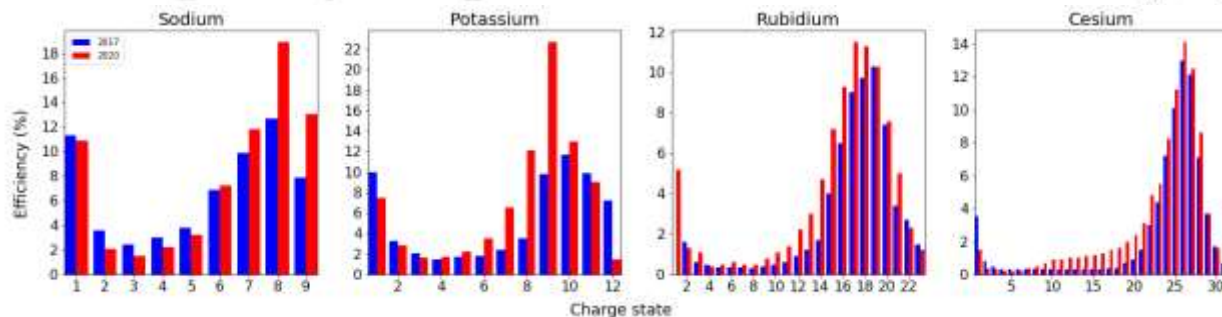 Sodium
Potassium
Rubidium
Cesium
Efficiency (%)
0 2 4 6 8 10 12 14 16 18
2017
2020
1 2 3 4 5 6 7 8 9
0 2 4 6 8 10 12 14 16 18 20 22
2 4 6 8 10 12
0 2 4 6 8 10 12
2 4 6 8 10 12 14 16 18 20 22
0 2 4 6 8 10 12 14
5 10 15 20 25 30
Charge state